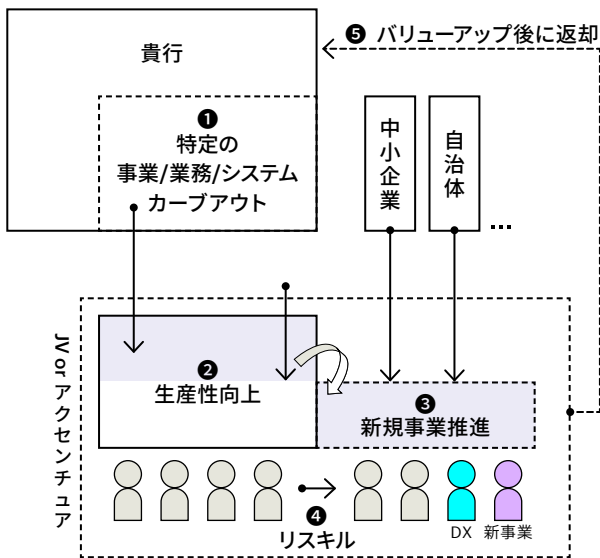 ❺ バリューアップ後に返却
貴行
❶
特定の
事業/業務/システム
カーブアウト
中小企業
自治体
...
JV or アクセンチュア
❷
生産性向上
❸
新規事業推進
❹
リスキル
DX
新事業